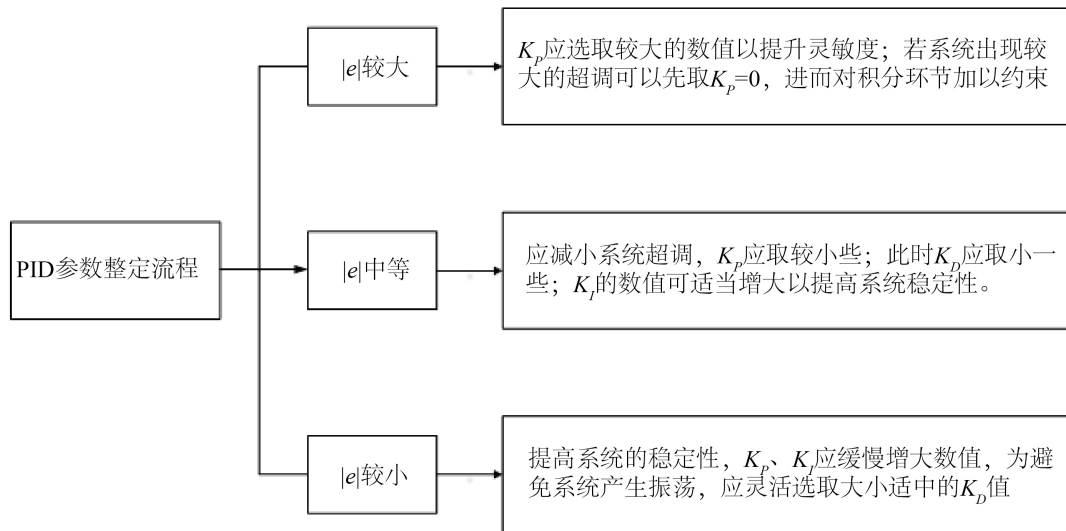 PID参数整定流程
|e|较大
K_P应选取较大的数值以提升灵敏度；若系统出现较
大的超调可以先取K_P=0，进而对积分环节加以约束
|e|中等
应减小系统超调，K_P应取较小些；此时K_D应取小一
些；K_I的数值可适当增大以提高系统稳定性。
|e|较小
提高系统的稳定性，K_P、K_I应缓慢增大数值，为避
免系统产生振荡，应灵活选取大小适中的K_D值